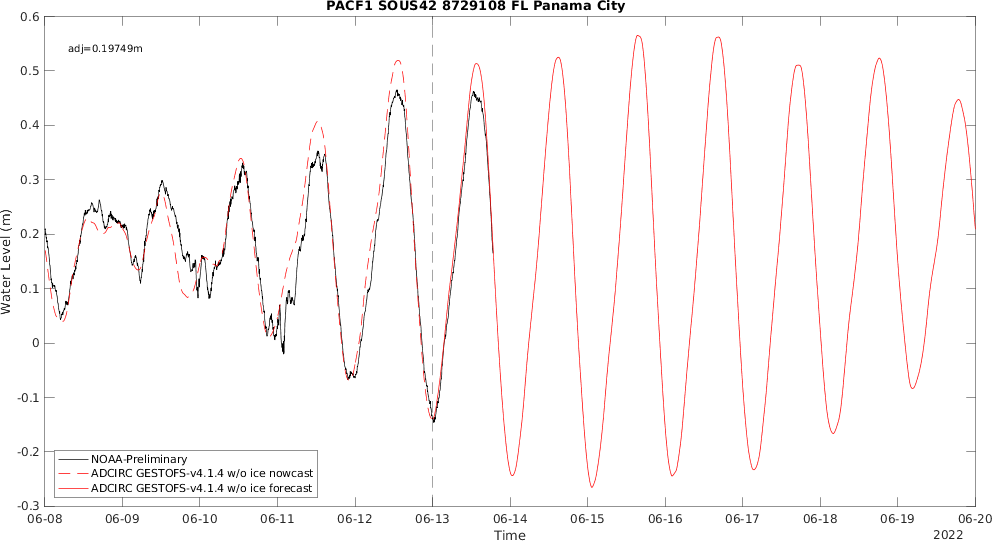 PACF1 SOUS42 8729108 FL Panama City
adj=0.19749m
0.6
0.5
0.4
0.3
0.2
0.1
0
-0.1
-0.2
-0.3
Water Level (m)
NOAA-Preliminary
ADCIRC GESTOFS-v4.1.4 w/o ice nowcast
ADCIRC GESTOFS-v4.1.4 w/o ice forecast
06-08 06-09 06-10 06-11 06-12 06-13 06-14 06-15 06-16 06-17 06-18 06-19 06-20
Time
2022